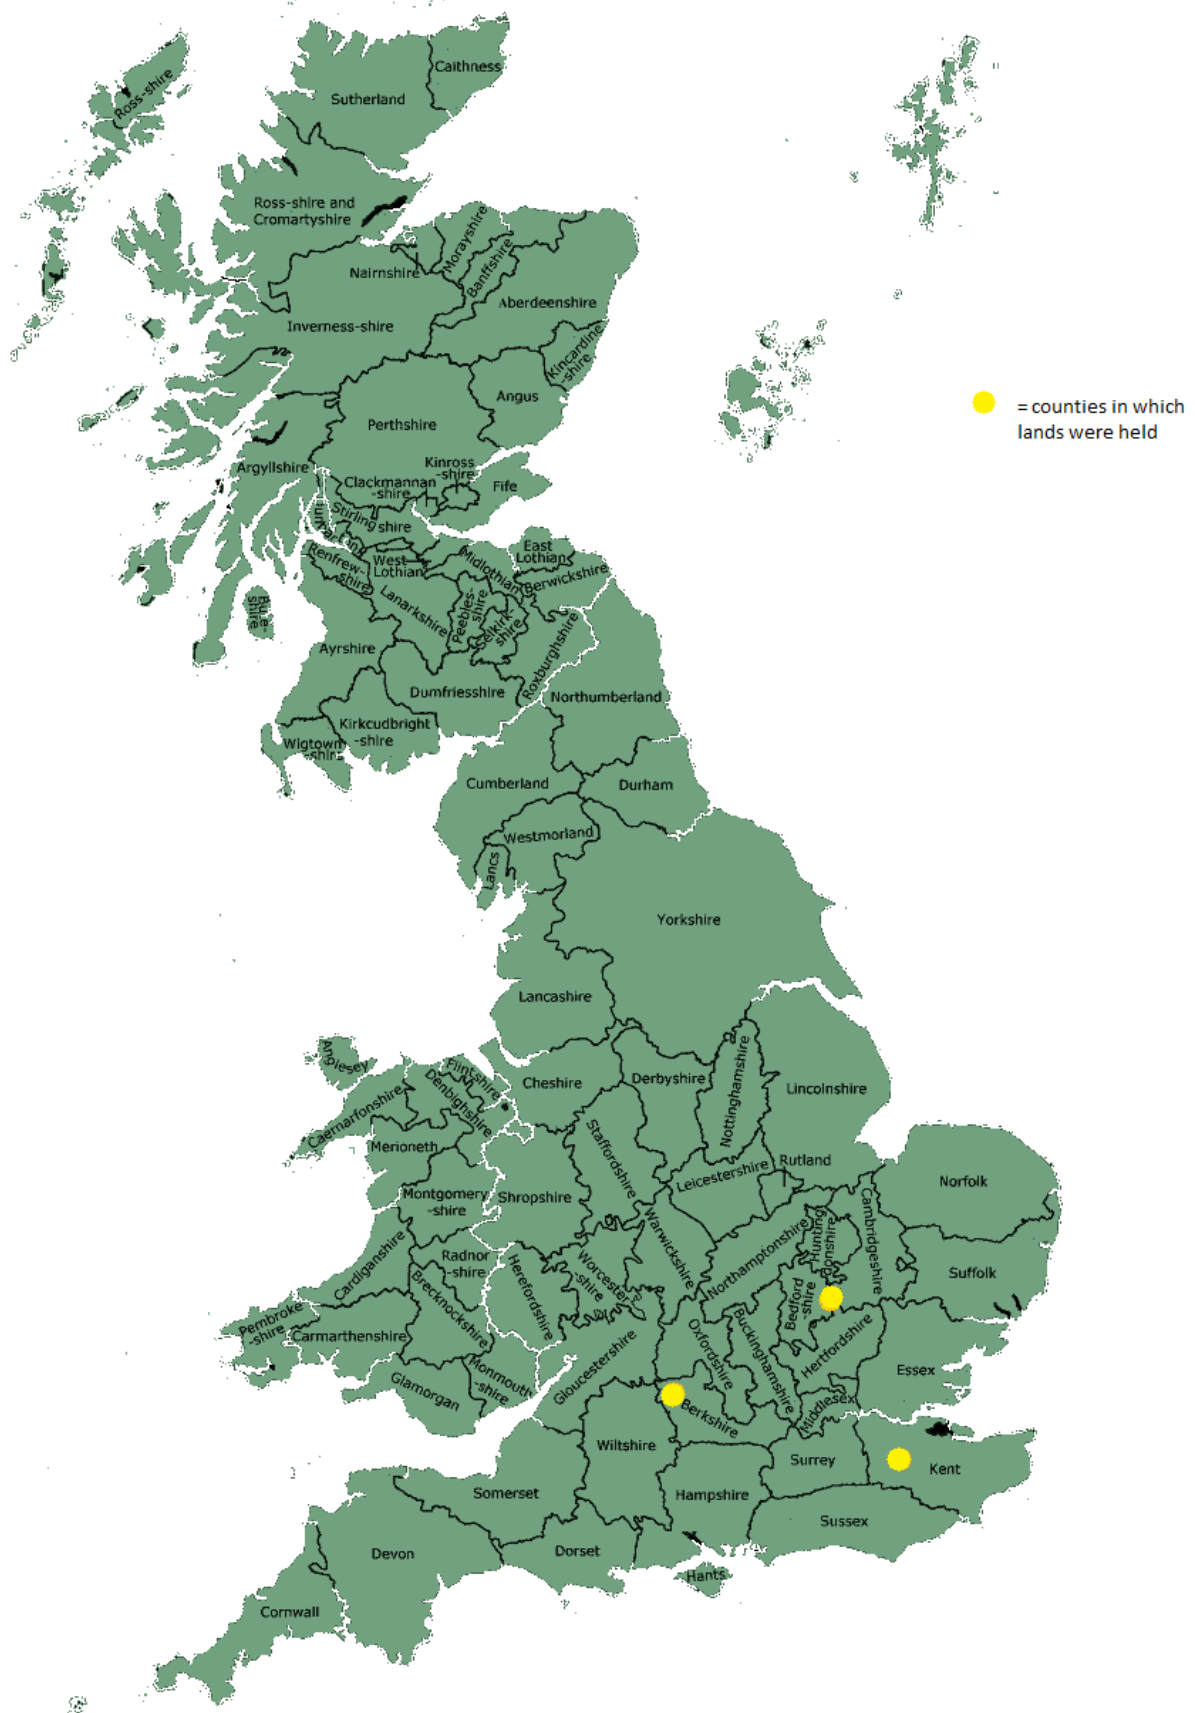 Caithness
Sutherland
Ross-shire
Ross-shire and
Cromartyshire
Morayshire
Banffshire
Nairnshire
Aberdeenshire
Inverness-shire
Kincardine
-shire
Angus
= counties in which
lands were held
Perthshire
Kinross
-shire
Argyllshire
Clackmannan
-shire
Fife
Stirling shire
East
Lothian
Midlothian
West
Lothian
Renfrew-
shire
Berwickshire
Lanarkshire
Peebles-
shire
Selkirk-
shire
Roxburghshire
Ayrshire
Dumfriesshire
Northumberland
Kirkcudbright
-shire
Wigtown
-shire
Cumberland
Durham
Westmorland
Lancs
Yorkshire
Lancashire
Anglesey
Flintshire
Denbighshire
Caernarfonshire
Cheshire
Derbyshire
Nottinghamshire
Lincolnshire
Merioneth
Staffordshire
Leicestershire
Rutland
Norfolk
Montgomery
-shire
Shropshire
Cambridgeshire
Hunting
donshire
Northamptonshire
Warwickshire
Worcester
-shire
Herefordshire
Radnor
-shire
Cardiganshire
Brecknockshire
Suffolk
Bedford
-shire
Pembroke
-shire
Carmarthenshire
Buckinghamshire
Oxfordshire
Hertfordshire
Essex
Gloucestershire
Monmouth
-shire
Glamorgan
Middlesex
Berkshire
Wiltshire
Surrey
Kent
Somerset
Hampshire
Sussex
Devon
Dorset
Hants
Cornwall